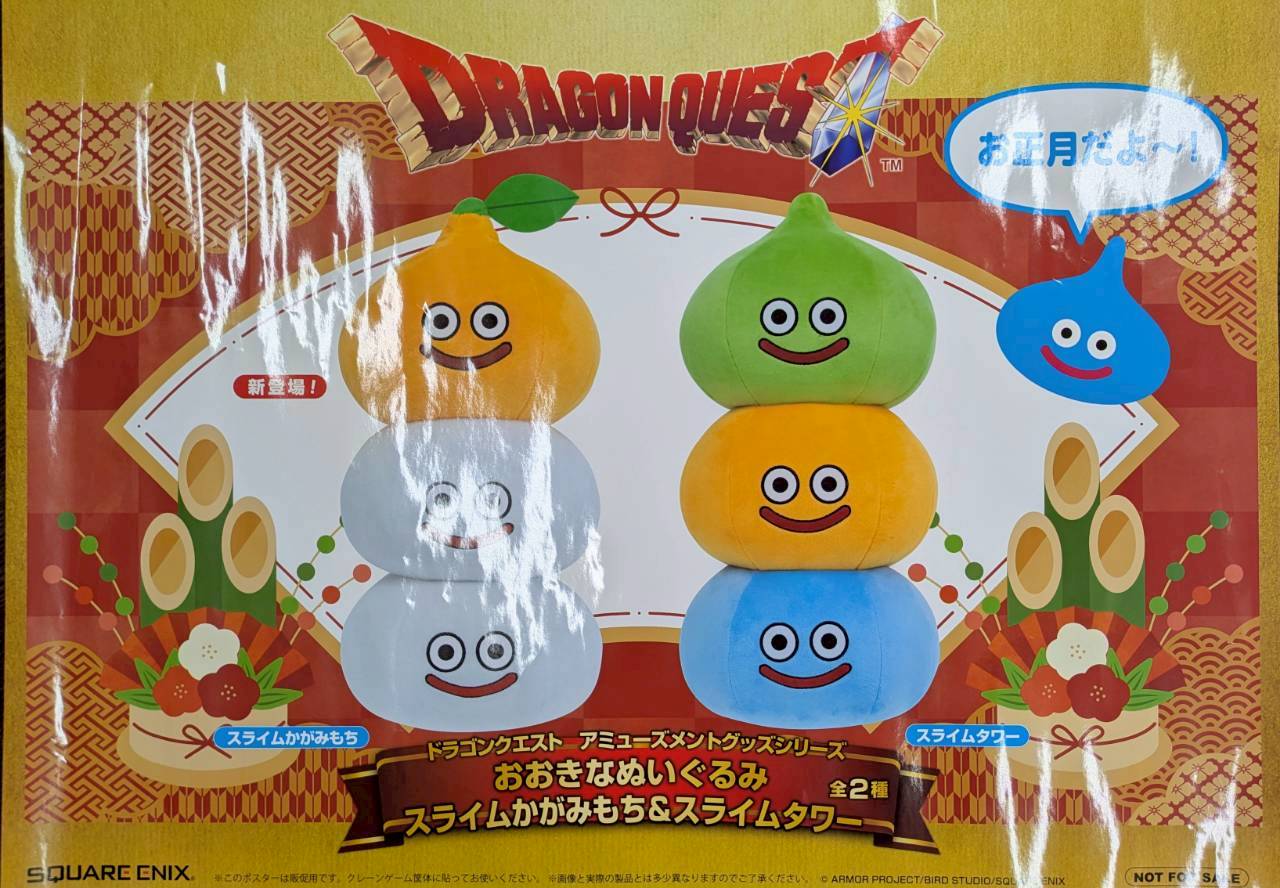 DRAGON QUEST
TM
お正月だよ～!
新登場!
スライムかがみもち
スライムタワー
ドラゴンクエスト アミューズメントグッズシリーズ
おおきなぬいぐるみ
スライムかがみもち&スライムタワー
全2種
SQUARE ENIX.
※このポスターは販促用です。クレーンゲーム筐体に貼ってお使いください。 ※画像と実際の製品とは多少異なりますのでご了承ください。 © ARMOR PROJECT/BIRD STUDIO/SQUARE ENIX
NOT FOR SALE